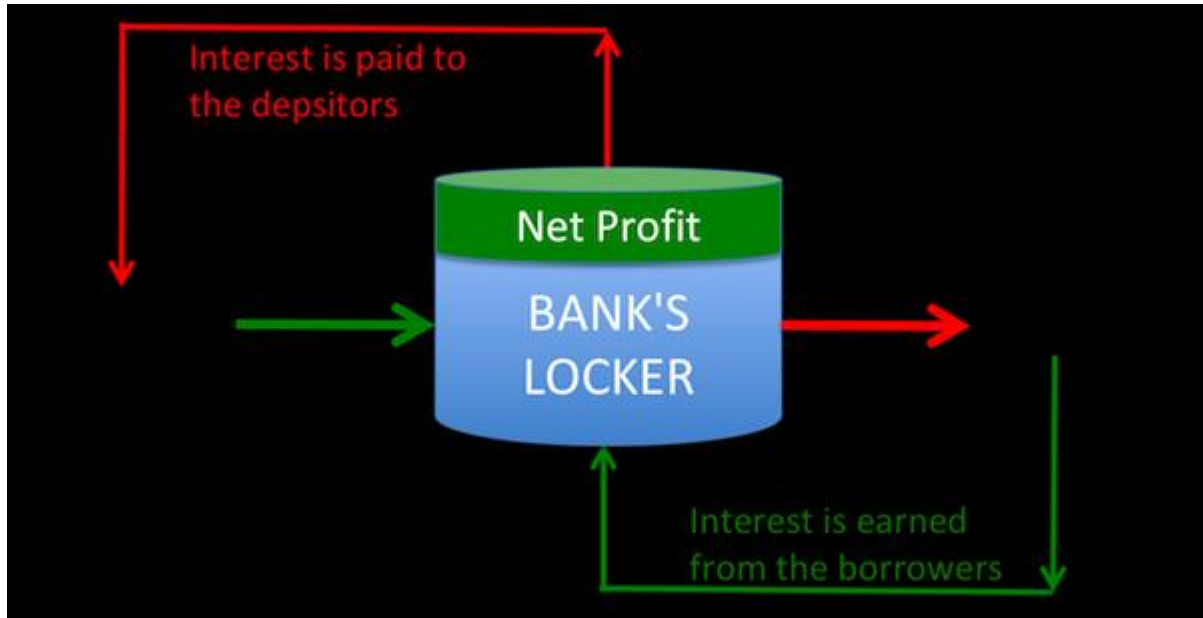 Interest is paid to
the depsitors
Net Profit
BANK'S
LOCKER
Interest is earned
from the borrowers